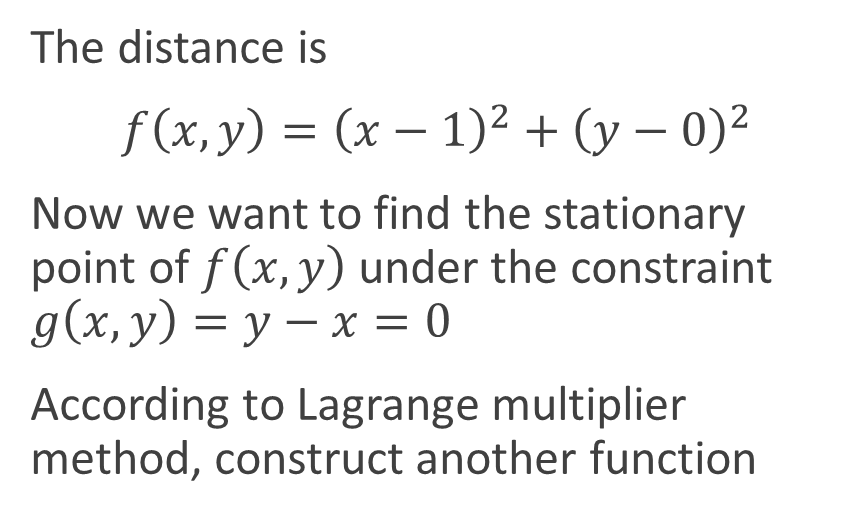 The distance is
f(x, y) = (x − 1)² + (y − 0)²
Now we want to find the stationary
point of f(x, y) under the constraint
g(x, y) = y − x = 0
According to Lagrange multiplier
method, construct another function